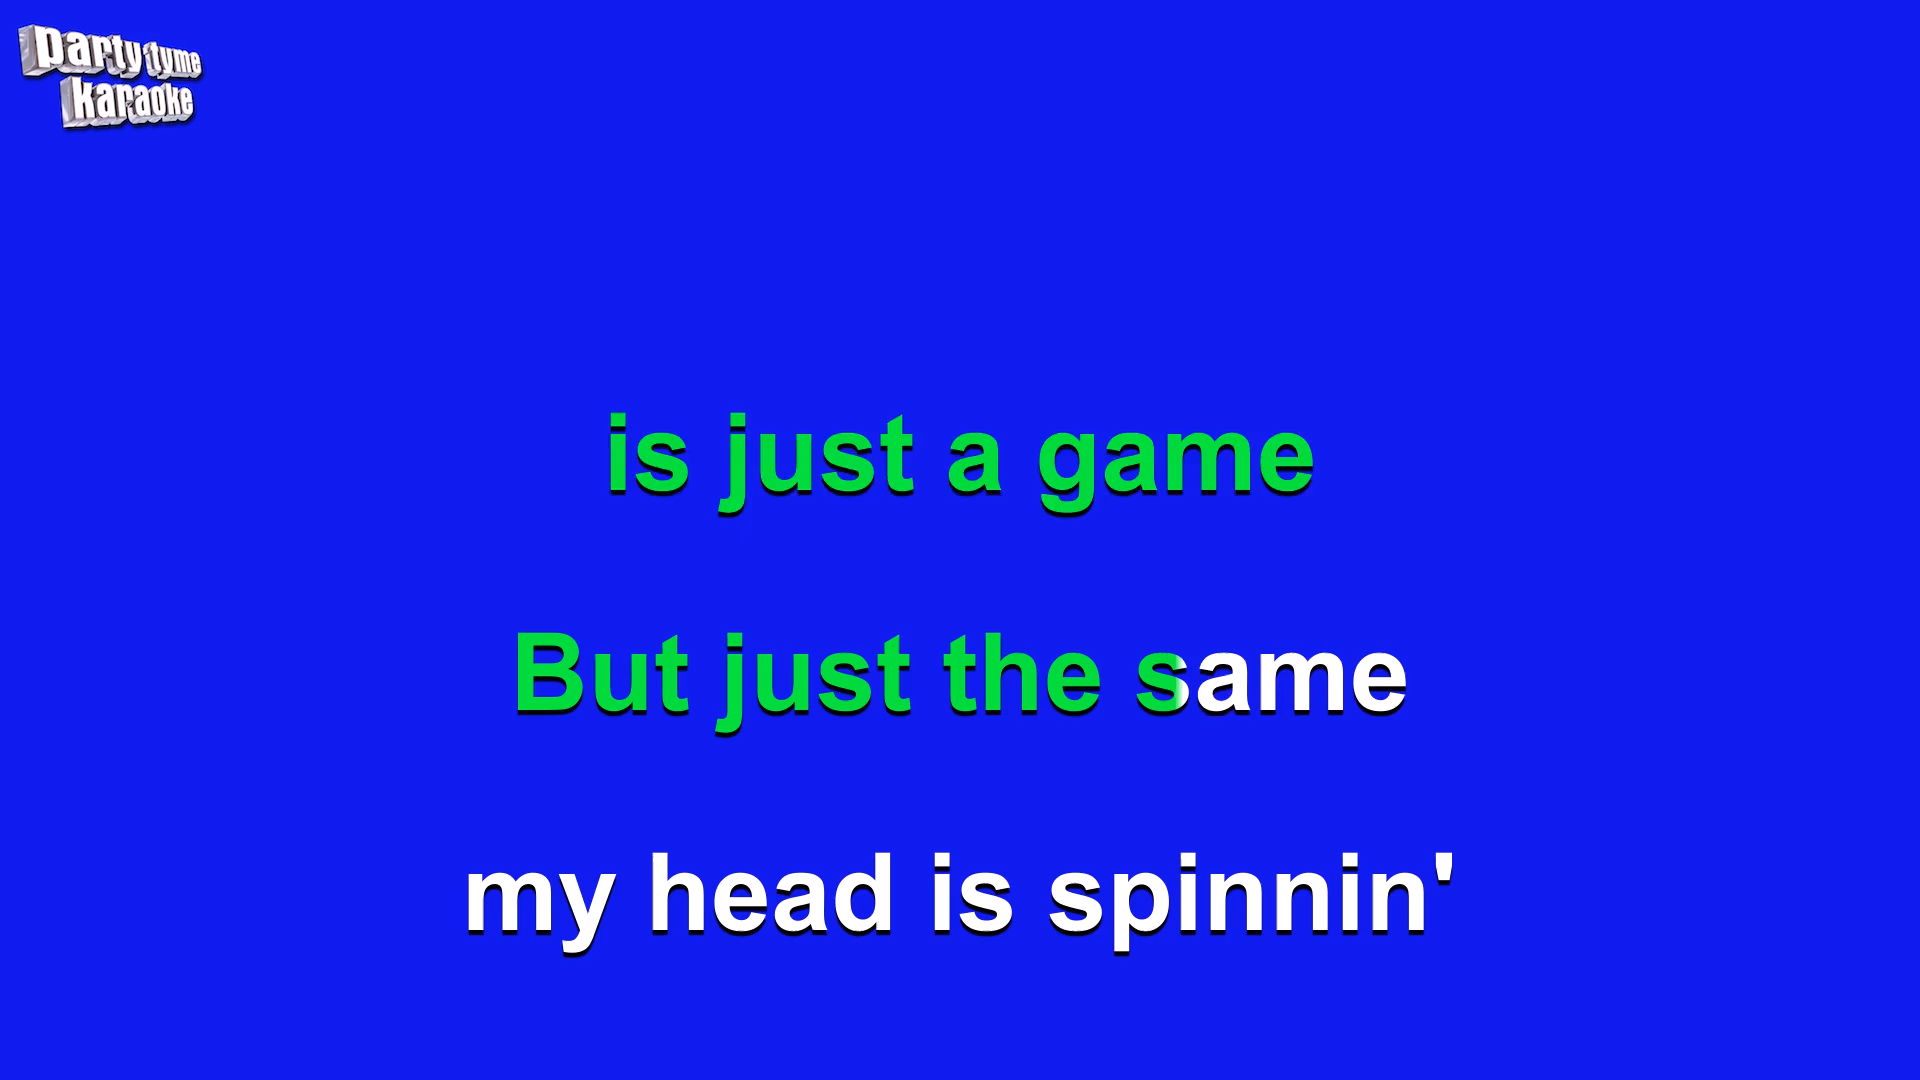 party tyme
karaoke
is just a game
But just the same
my head is spinnin'